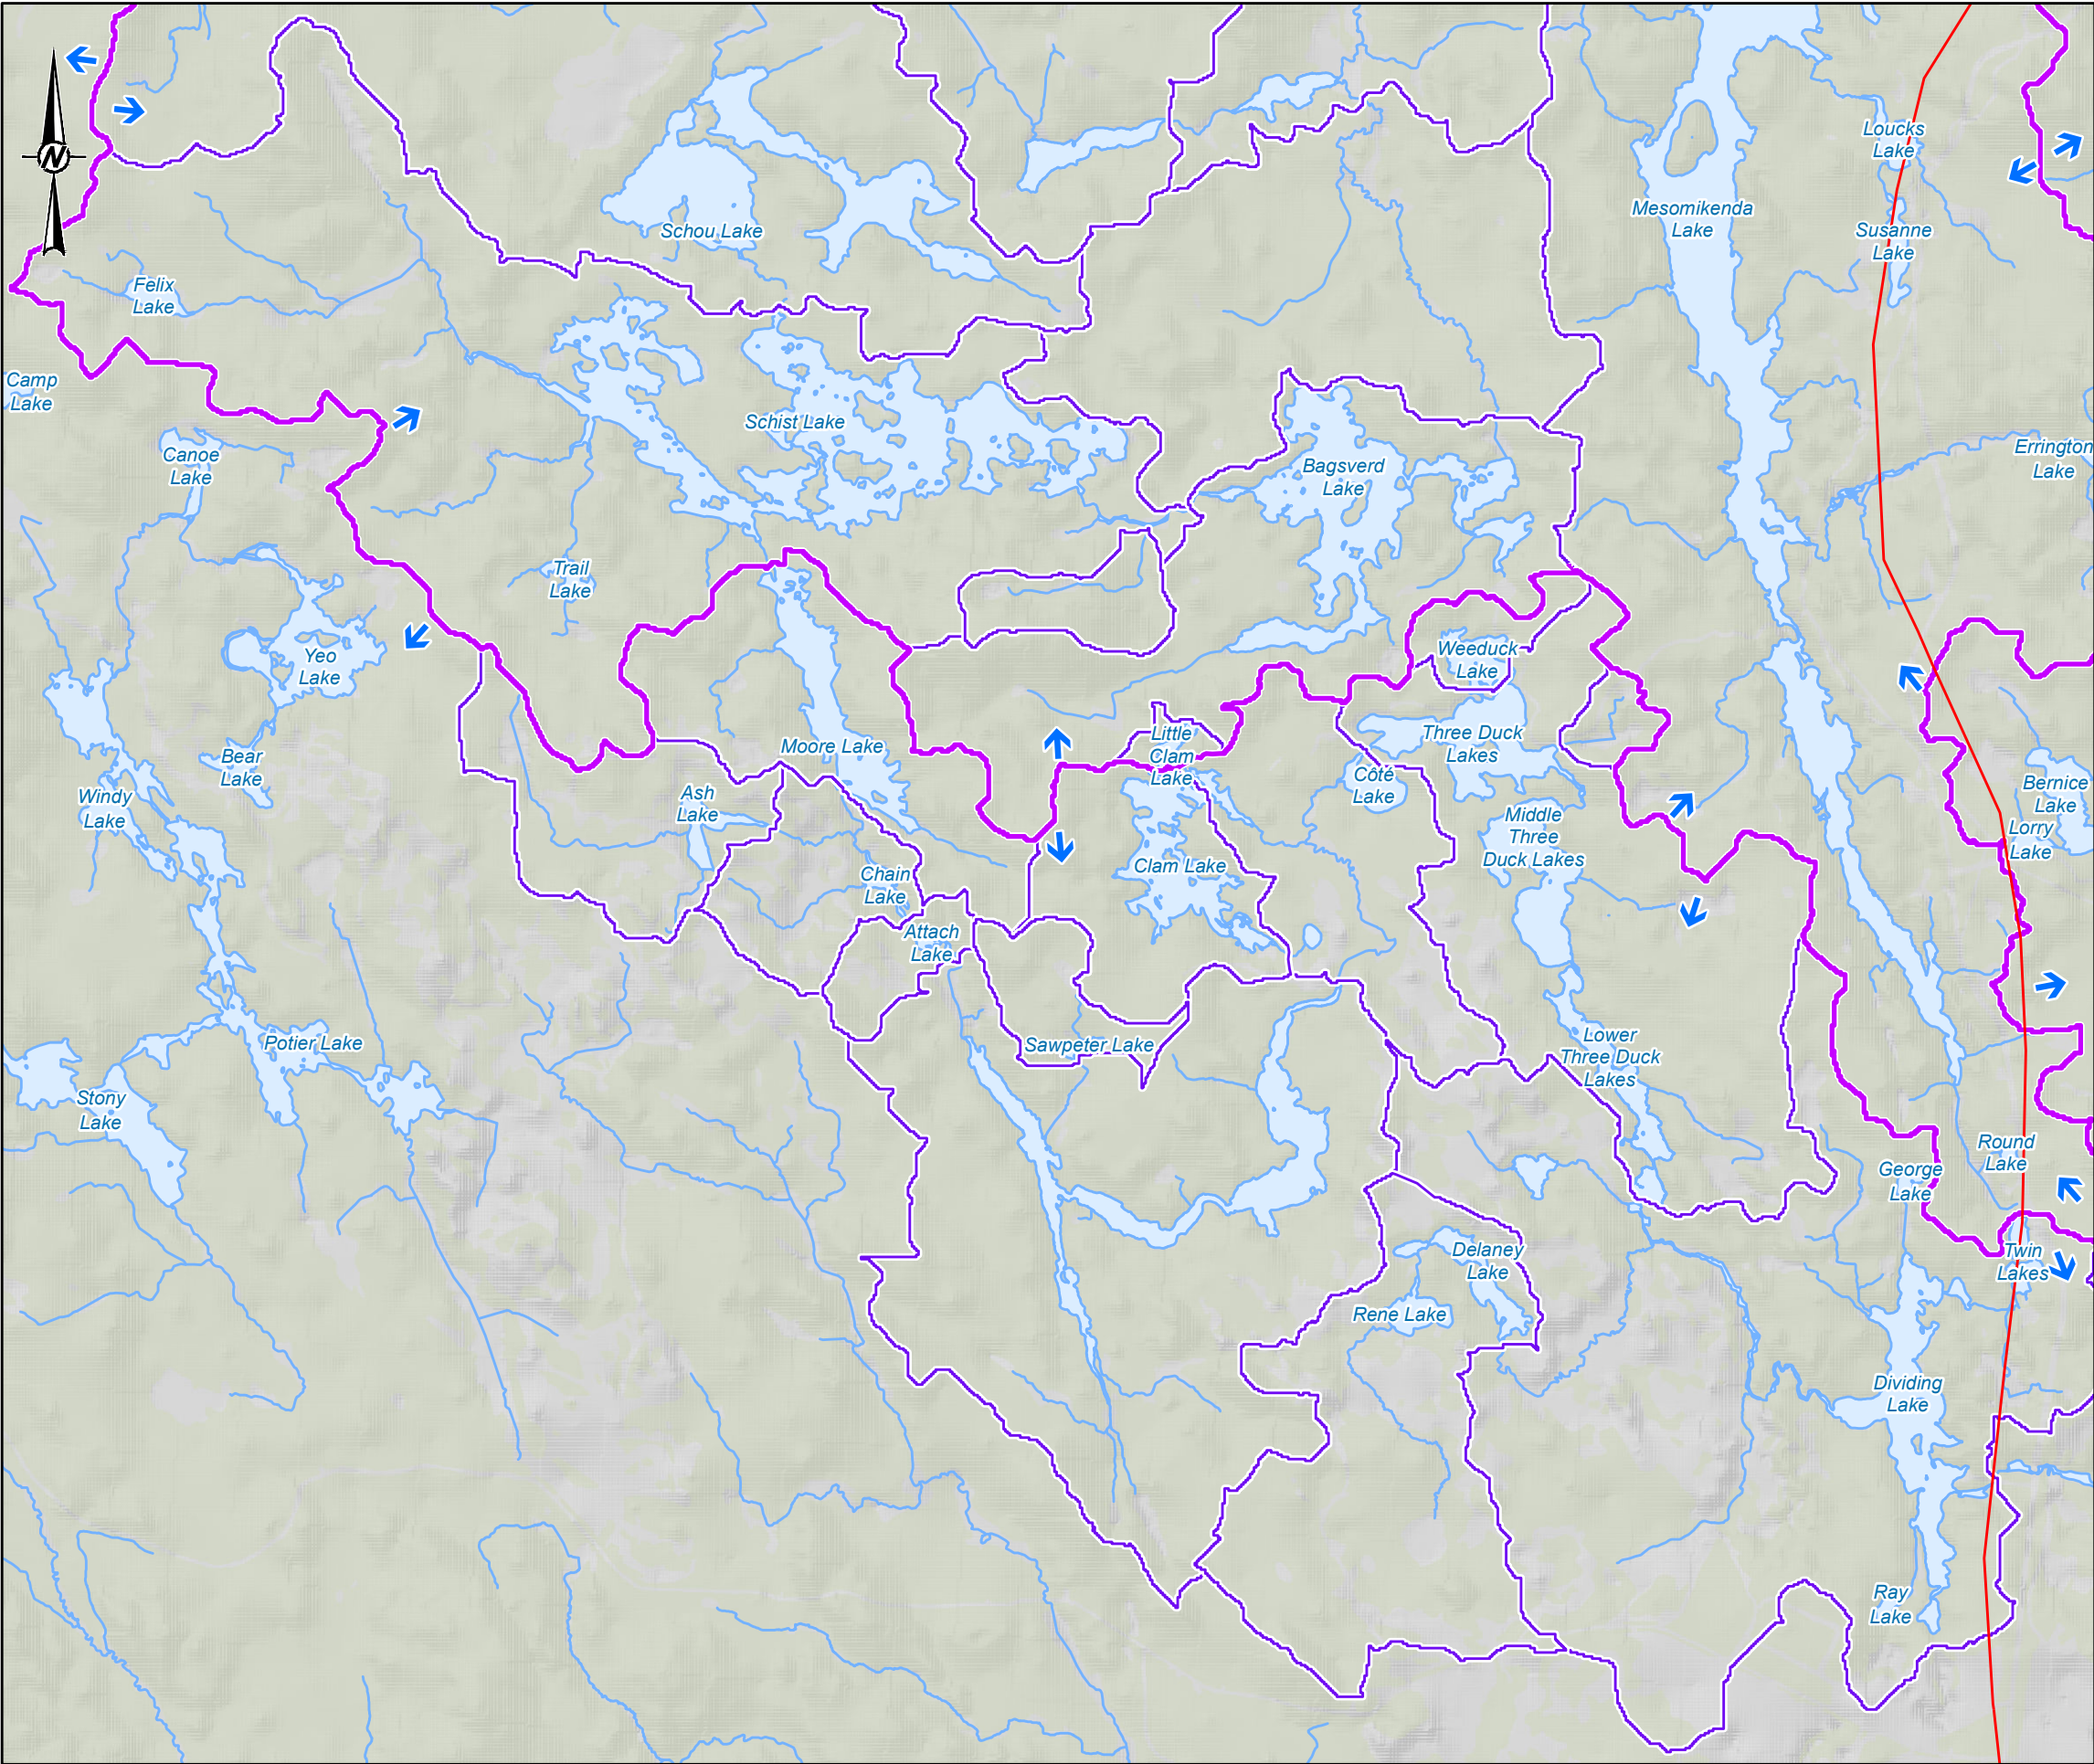 N
Loucks
Lake
Mesomikenda
Lake
Schou Lake
Susanne
Lake
Felix
Lake
Camp
Lake
Schist Lake
Canoe
Lake
Bagsverd
Lake
Errington
Lake
Trail
Lake
Yeo
Lake
Weeduck
Lake
Moore Lake
Little
Clam
Lake
Three Duck
Lakes
Bear
Lake
Côté
Lake
Bernice
Lake
Windy
Lake
Ash
Lake
Middle
Three
Duck Lakes
Lorry
Lake
Clam Lake
Chain
Lake
Attach
Lake
Potier Lake
Sawpeter Lake
Lower
Three Duck
Lakes
Stony
Lake
Round
Lake
George
Lake
Delaney
Lake
Twin
Lakes
Rene Lake
Dividing
Lake
Ray
Lake